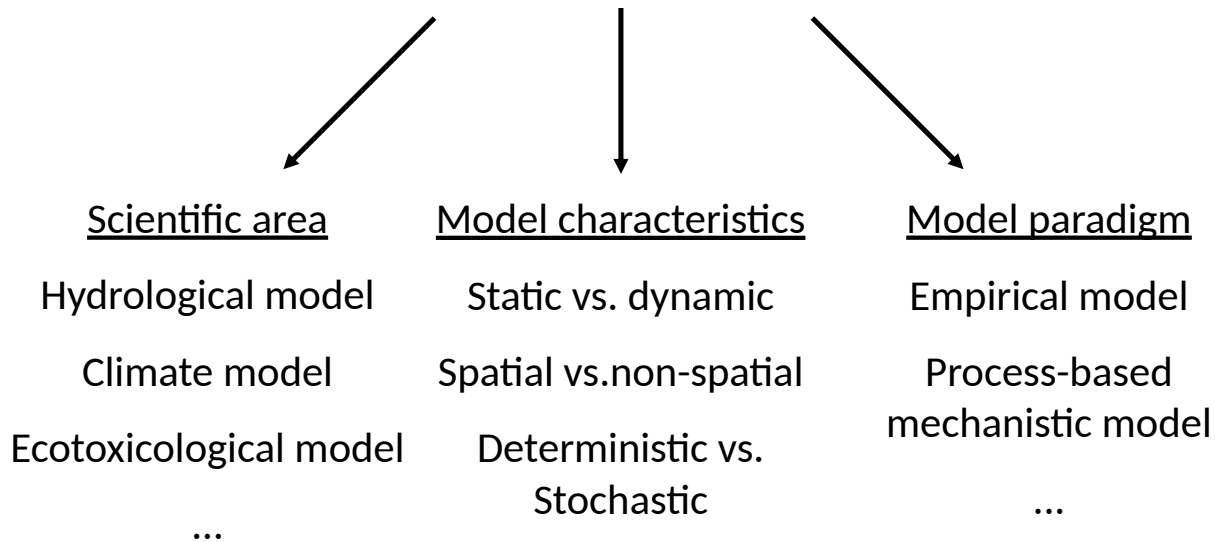 Scientific area
Hydrological model
Climate model
Ecotoxicological model
...
Model characteristics
Static vs. dynamic
Spatial vs.non-spatial
Deterministic vs.
Stochastic
Model paradigm
Empirical model
Process-based
mechanistic model
...